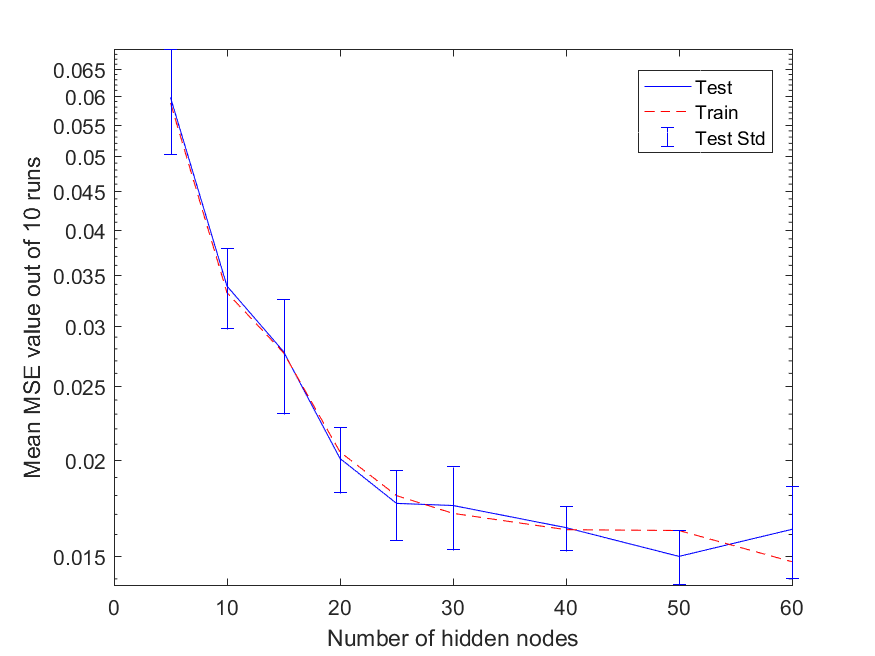 0.065
0.06
0.055
0.05
0.045
0.04
0.035
0.03
0.025
0.02
0.015
Mean MSE value out of 10 runs
Test
Train
Test Std
0 10 20 30 40 50 60
Number of hidden nodes